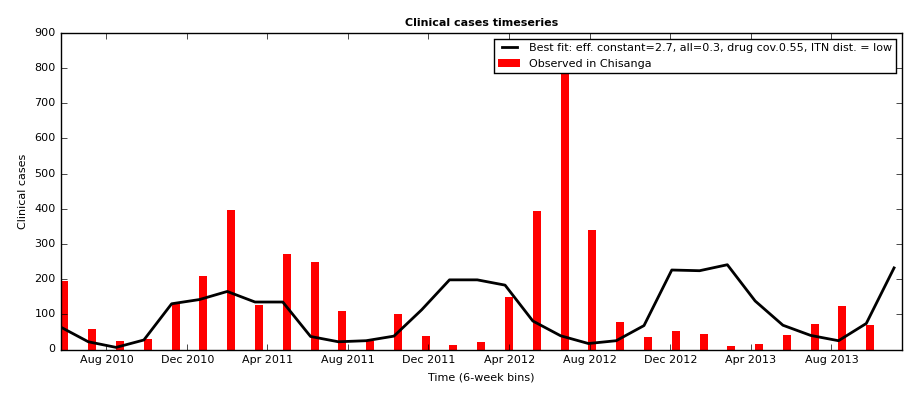 Clinical cases timeseries
Best fit: eff. constant=2.7, all=0.3, drug cov.0.55, ITN dist. = low
Observed in Chisanga
900
800
700
600
500
400
300
200
100
0
Clinical cases
Aug 2010 Dec 2010 Apr 2011 Aug 2011 Dec 2011 Apr 2012 Aug 2012 Dec 2012 Apr 2013 Aug 2013
Time (6-week bins)